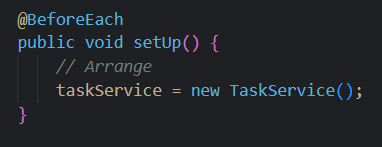 @BeforeEach
public void setUp() {
    // Arrange
    taskService = new TaskService();
}